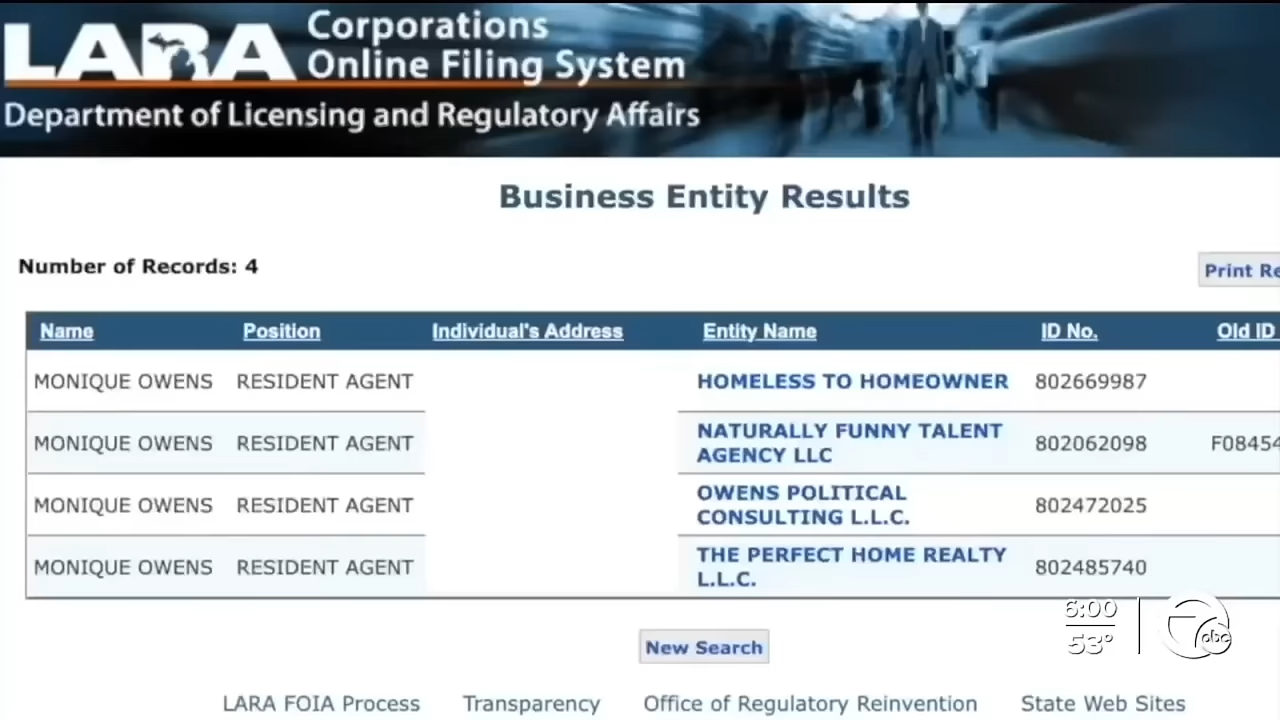 LARA Corporations
Online Filing System
Department of Licensing and Regulatory Affairs
Business Entity Results
Number of Records: 4
Print Re
Name Position Individual's Address Entity Name ID No. Old ID
MONIQUE OWENS RESIDENT AGENT HOMELESS TO HOMEOWNER 802669987
MONIQUE OWENS RESIDENT AGENT NATURALLY FUNNY TALENT
AGENCY LLC 802062098 F08454
MONIQUE OWENS RESIDENT AGENT OWENS POLITICAL
CONSULTING L.L.C. 802472025
MONIQUE OWENS RESIDENT AGENT THE PERFECT HOME REALTY
L.L.C. 802485740
6:00
53°
7 abc
New Search
LARA FOIA Process Transparency Office of Regulatory Reinvention State Web Sites